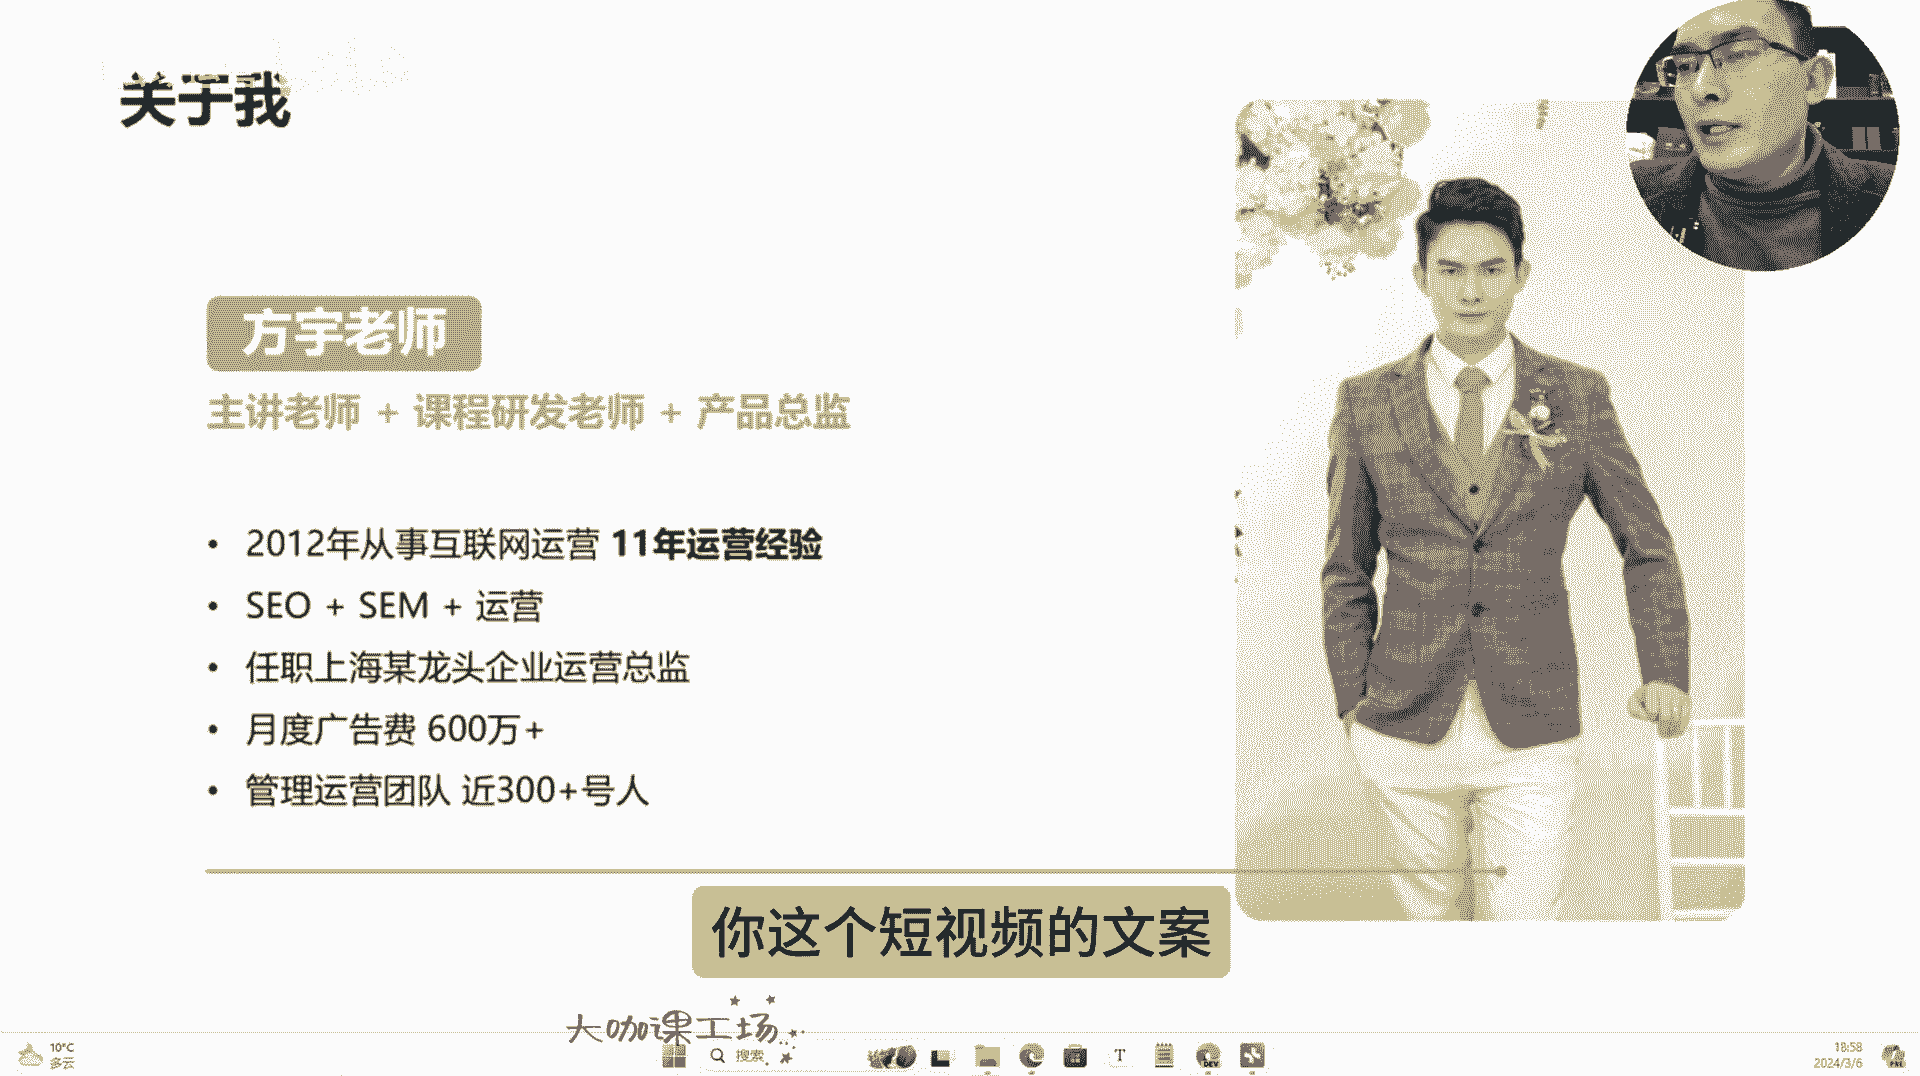 关于我
方宇老师
主讲老师 + 课程研发老师 + 产品总监
• 2012年从事互联网运营 11年运营经验
• SEO + SEM + 运营
• 任职上海某龙头企业运营总监
• 月度广告费 600万+
• 管理运营团队 近300+号人
你这个短视频的文案
大咖课工场
10°C
多云
搜索
T
DEV
18:58
2024/3/6